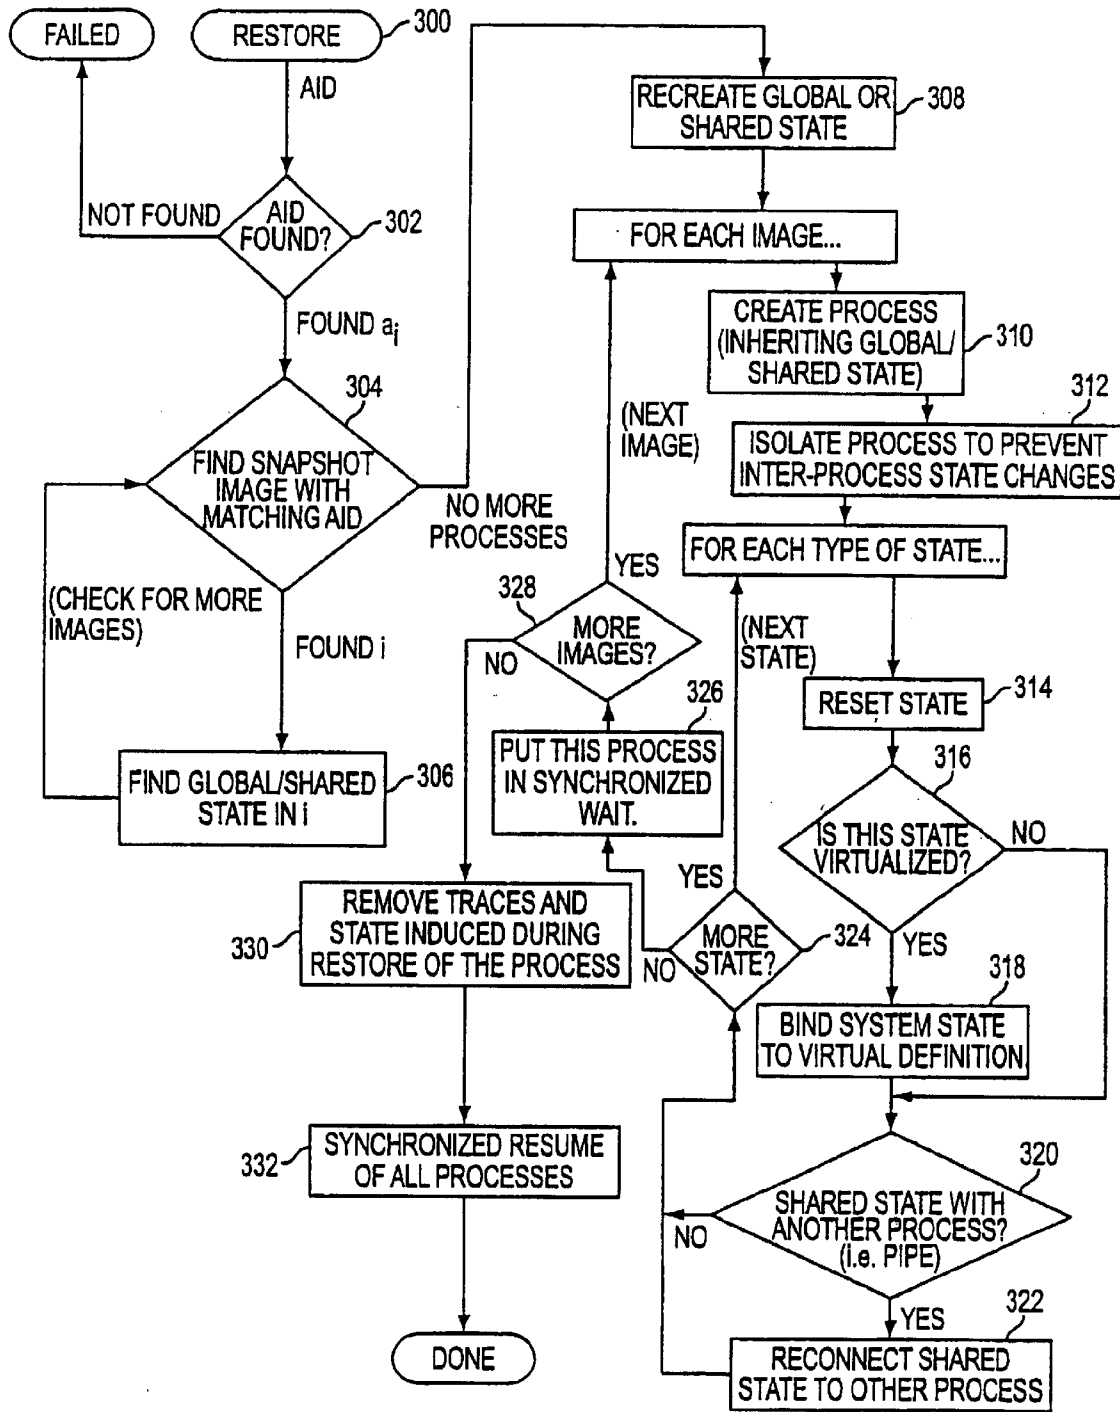 FAILED
RESTORE
300
AID
NOT FOUND
AID
FOUND?
302
FOUND ai
304
FIND SNAPSHOT
IMAGE WITH
MATCHING AID
NO MORE
PROCESSES
(CHECK FOR MORE
IMAGES)
FOUND i
FIND GLOBAL/SHARED
STATE IN i
306
RECREATE GLOBAL OR
SHARED STATE
308
FOR EACH IMAGE...
CREATE PROCESS
(INHERITING GLOBAL/
SHARED STATE)
310
312
ISOLATE PROCESS TO PREVENT
INTER-PROCESS STATE CHANGES
(NEXT
IMAGE)
FOR EACH TYPE OF STATE...
YES
328
MORE
IMAGES?
NO
(NEXT
STATE)
RESET STATE
314
326
PUT THIS PROCESS
IN SYNCHRONIZED
WAIT.
316
IS THIS STATE
VIRTUALIZED?
NO
YES
YES
MORE
STATE?
324
NO
330
REMOVE TRACES AND
STATE INDUCED DURING
RESTORE OF THE PROCESS
318
BIND SYSTEM STATE
TO VIRTUAL DEFINITION
332
SYNCHRONIZED RESUME
OF ALL PROCESSES
320
SHARED STATE WITH
ANOTHER PROCESS?
(i.e. PIPE)
NO
YES
322
RECONNECT SHARED
STATE TO OTHER PROCESS
DONE